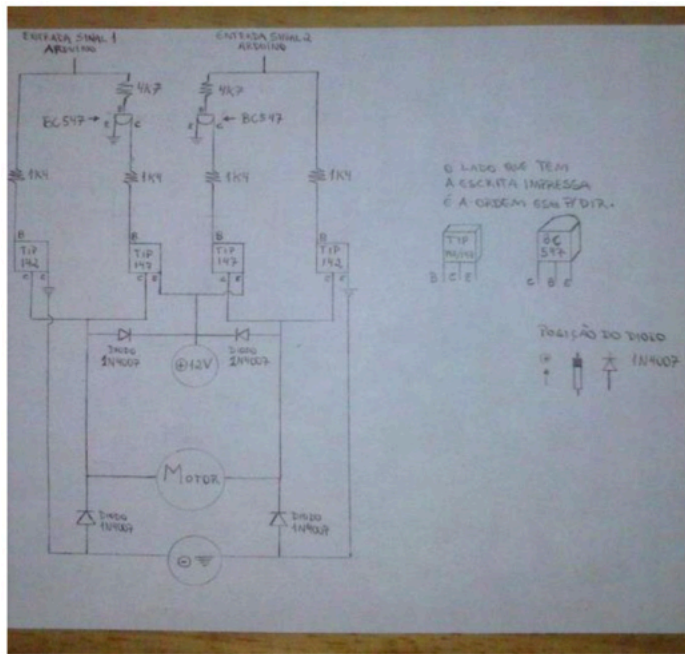 ENTRADA SINAL 1
ARDUINO
ENTRADA SINAL 2
ARDUINO
4K7
4K7
B
B
BC547
E
C
E
C
BC547
1K4
1K4
1K4
1K4
B
TIP
142
C
E
B
TIP
147
C
E
B
TIP
147
C
E
B
TIP
142
C
E
DIODO
1N4007
+12V
DIODO
1N4007
MOTOR
DIODO
1N4007
DIODO
1N4007
-
O LADO QUE TEM
A ESCRITA IMPRESSA
É A ORDEM ESQ P/ DIR.
TIP
B C E
BC
547
C B E
POSIÇÃO DO DIODO
+
-
1N4007